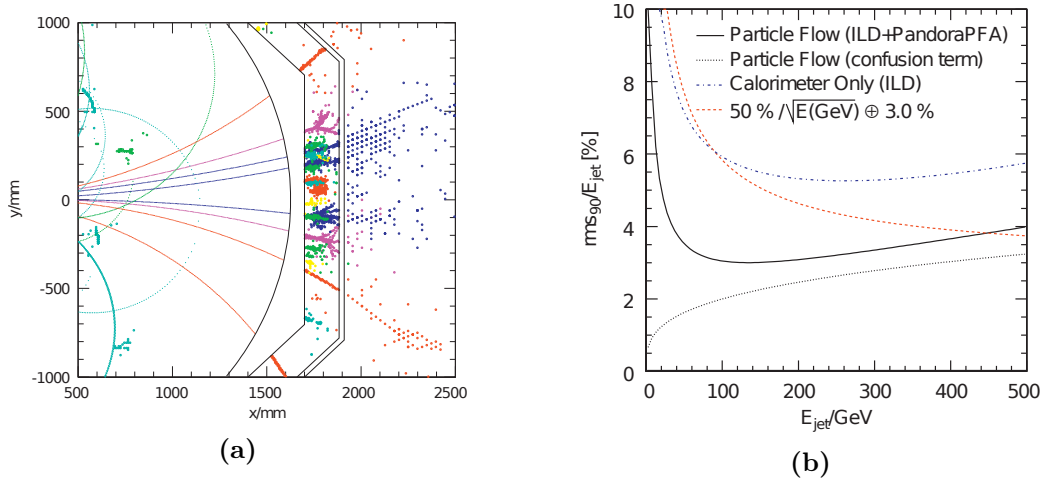 1000
500
0
-500
-1000
y/mm
500
1000
1500
2000
2500
x/mm
(a)
10
8
6
4
2
0
rms90/Ejet [%]
Particle Flow (ILD+PandoraPFA)
Particle Flow (confusion term)
Calorimeter Only (ILD)
50 % /√E(GeV) ⊕ 3.0 %
0
100
200
300
400
500
Ejet/GeV
(b)